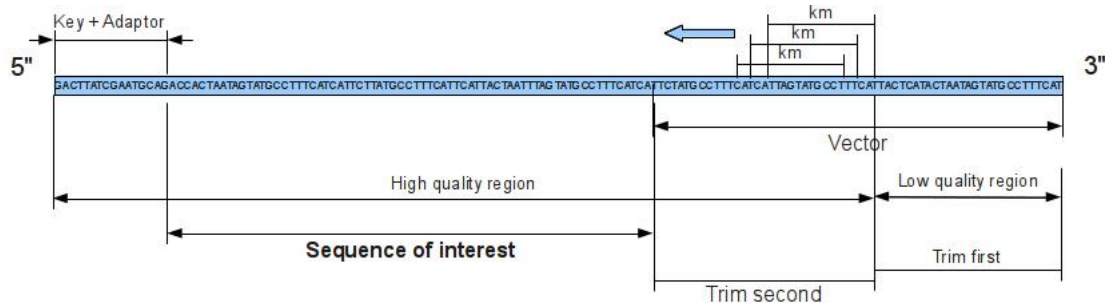 km
Key + Adaptor
km
km
5"
3"
GACTTATCGAATGCAGACCACTAATAGTATGCCTTTCATCATTCTTATGCCTTTCATTCATTACTAATTTAGTATGCCTTTCATCATTCTATGCCTTTCATCATTAGTATGCCTTTCATTACTCATACTAATAGTATGCCTTTCAT
Vector
High quality region
Low quality region
Sequence of interest
Trim first
Trim second